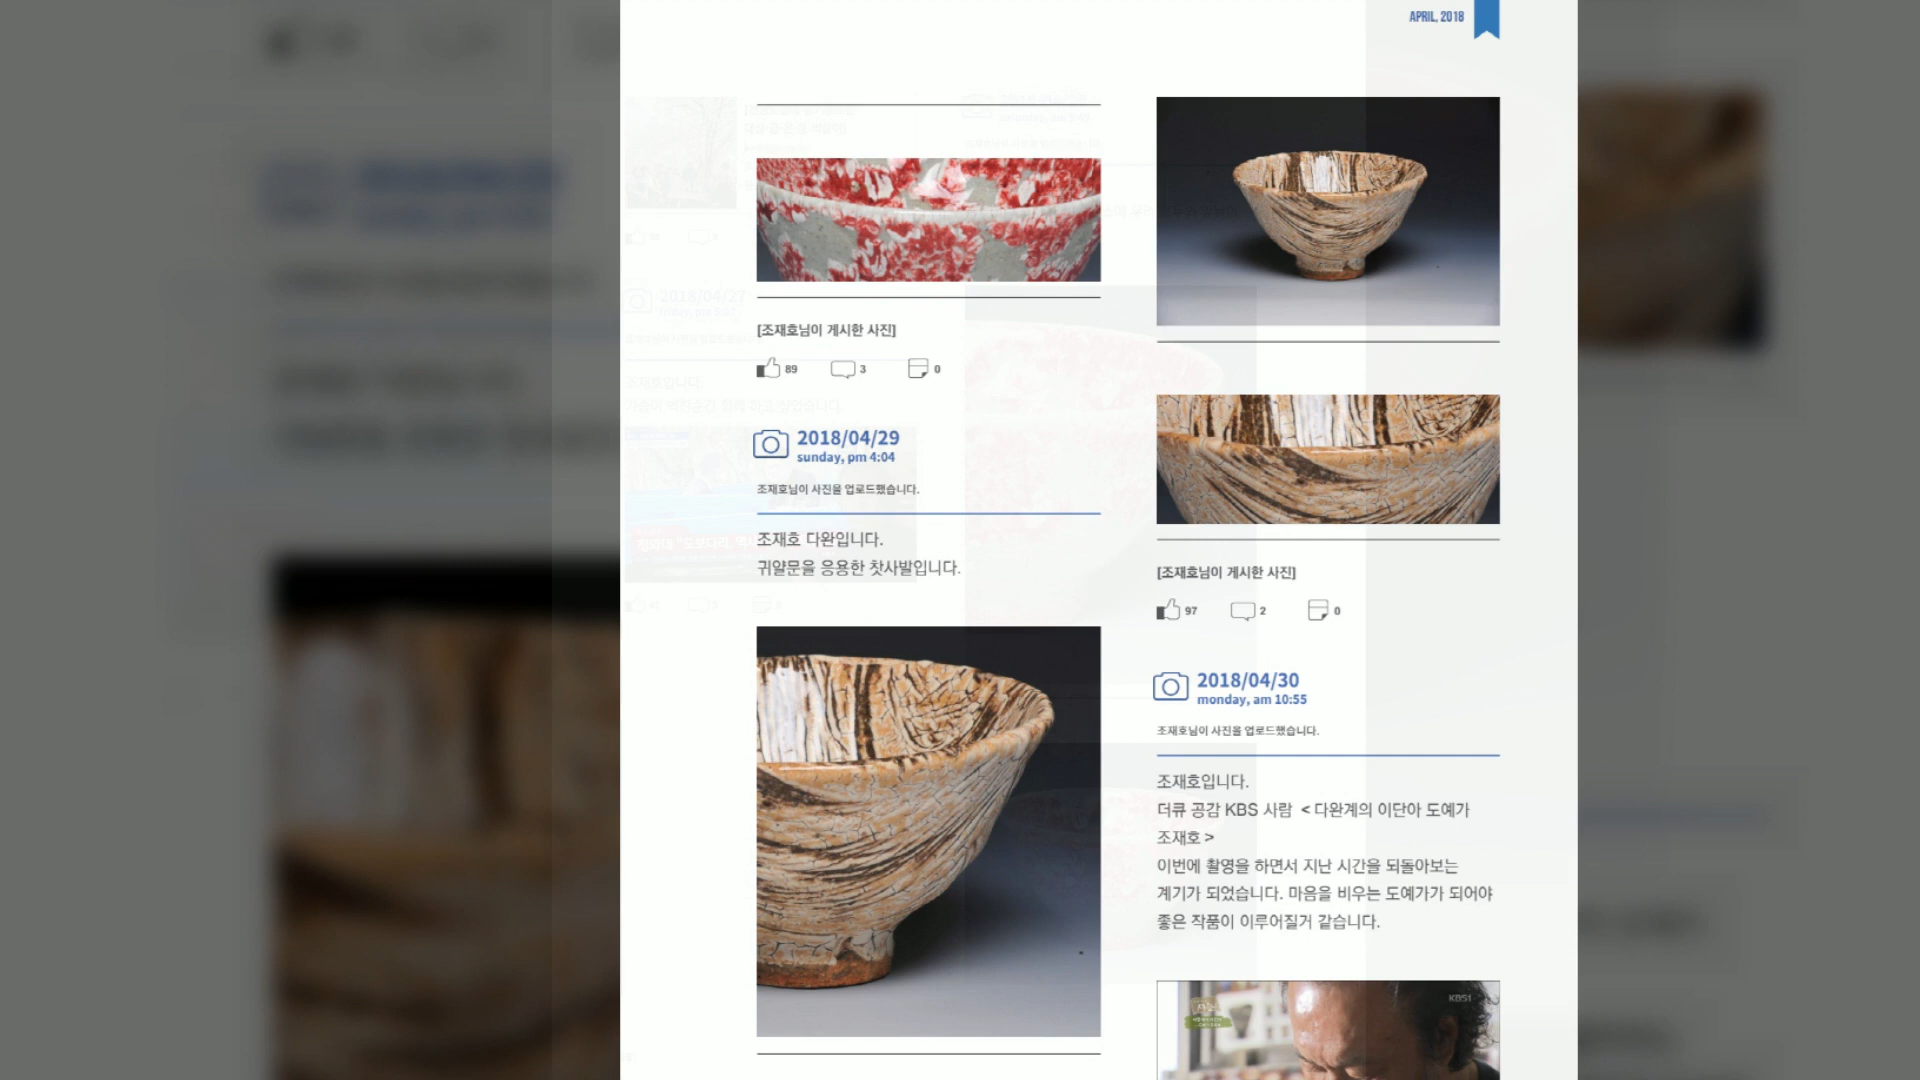 APRIL, 2018
[조재호님이 게시한 사진]
89 3 0
2018/04/29
sunday, pm 4:04
조재호님이 사진을 업로드했습니다.
조재호 다완입니다.
귀얄문을 응용한 찻사발입니다.
[조재호님이 게시한 사진]
97 2 0
2018/04/30
monday, am 10:55
조재호님이 사진을 업로드했습니다.
조재호입니다.
더큐 공감 KBS 사람 < 다완계의 이단아 도예가
조재호 >
이번에 촬영을 하면서 지난 시간을 되돌아보는
계기가 되었습니다. 마음을 비우는 도예가가 되어야
좋은 작품이 이루어질거 같습니다.
KBS1
2018/04/27